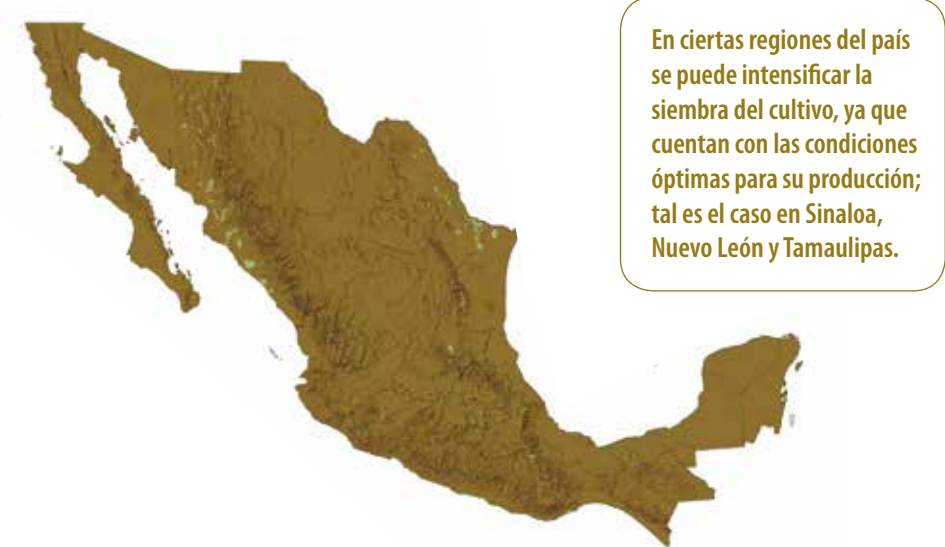 En ciertas regiones del país
se puede intensificar la
siembra del cultivo, ya que
cuentan con las condiciones
óptimas para su producción;
tal es el caso en Sinaloa,
Nuevo León y Tamaulipas.